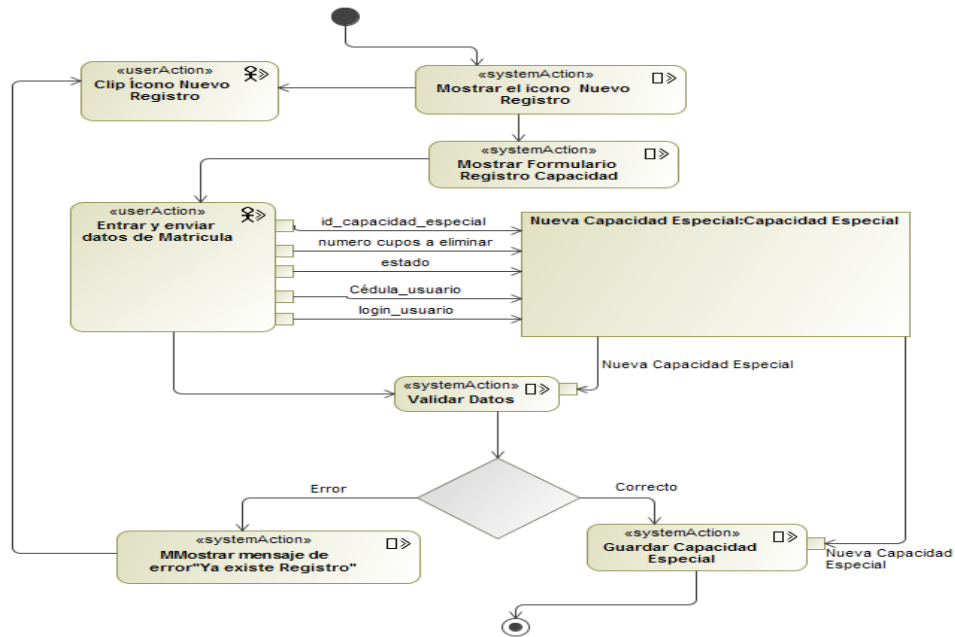 «userAction»
Clip Ícono Nuevo
Registro
«systemAction»
Mostrar el icono Nuevo
Registro
«systemAction»
Mostrar Formulario
Registro Capacidad
«userAction»
Entrar y enviar
datos de Matricula
id_capacidad_especial
numero cupos a eliminar
estado
Cédula_usuario
login_usuario
Nueva Capacidad Especial:Capacidad Especial
Nueva Capacidad Especial
«systemAction»
Validar Datos
Error
Correcto
«systemAction»
MMostrar mensaje de
error"Ya existe Registro"
«systemAction»
Guardar Capacidad
Especial
Nueva Capacidad
Especial